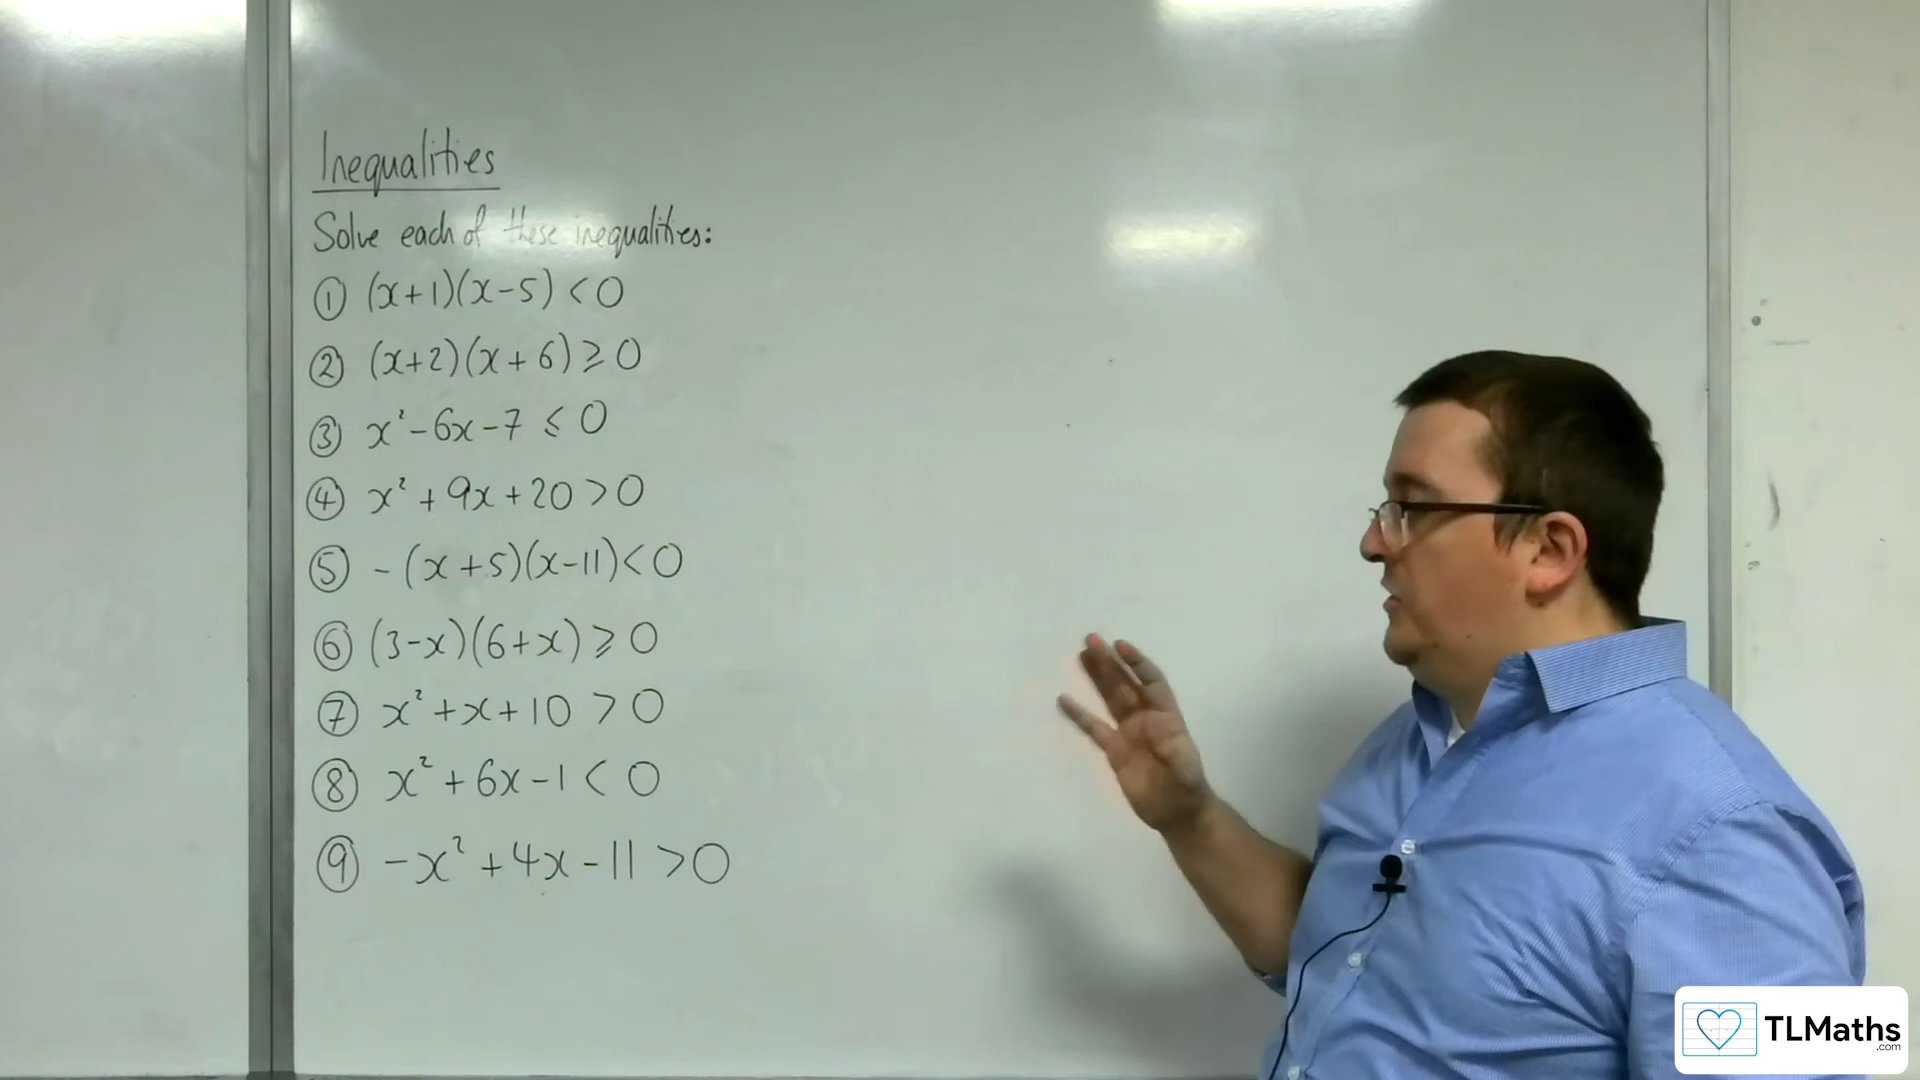 Inequalities
Solve each of these inequalities:
① (x+1)(x-5) < 0
② (x+2)(x+6) ⩾ 0
③ x² - 6x - 7 ⩽ 0
④ x² + 9x + 20 > 0
⑤ -(x+5)(x-11) < 0
⑥ (3-x)(6+x) ⩾ 0
⑦ x² + x + 10 > 0
⑧ x² + 6x - 1 < 0
⑨ -x² + 4x - 11 > 0
TLMaths
.com